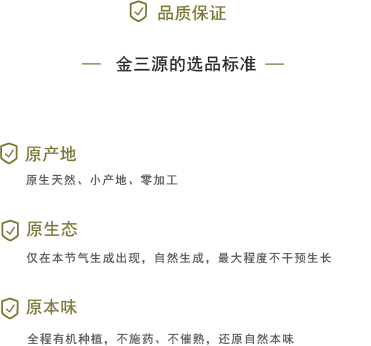 品质保证
— 金三源的选品标准 —
原产地
原生天然、小产地、零加工
原生态
仅在本节气生成出现，自然生成，最大程度不干预生长
原本味
全程有机种植，不施药、不催熟，还原自然本味